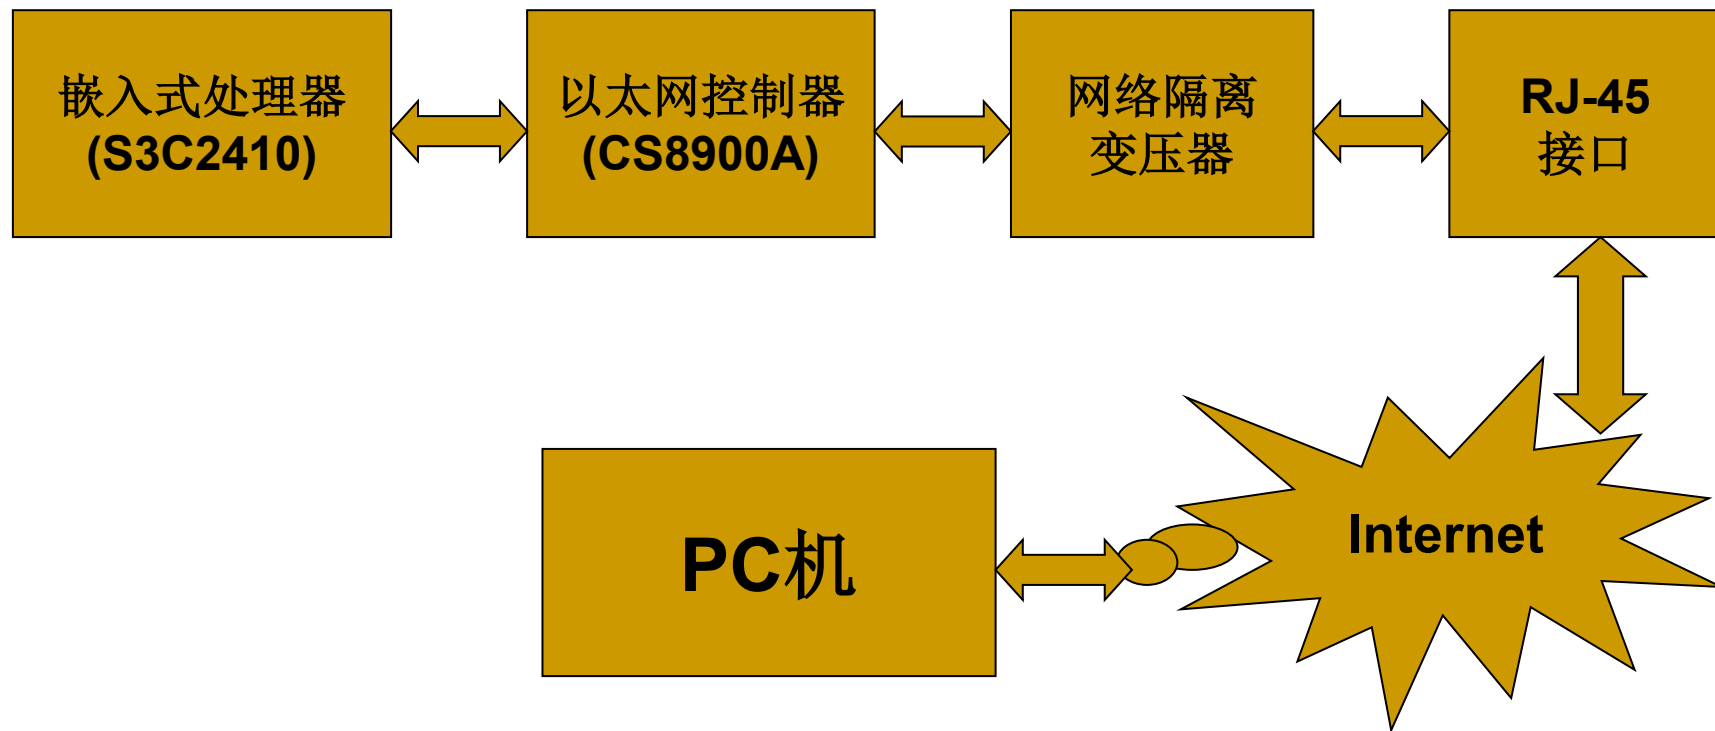 嵌入式处理器
(S3C2410)
以太网控制器
(CS8900A)
网络隔离
变压器
RJ-45
接口
Internet
PC机